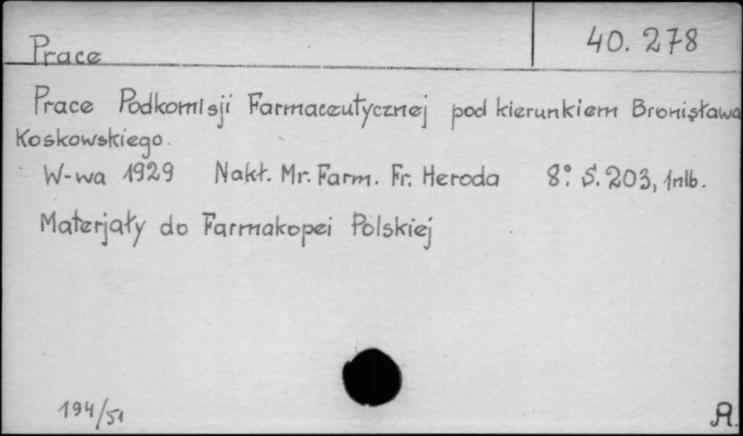 Prace
40. 278
Prace Podkomisji Farmaceutycznej pod kierunkiem Bronisława
Koskowskiego.
W-wa 1929 Nakł. Mr. Farm. Fr. Heroda 8º. S. 203, 1nlb.
Materjały do Farmakopei Polskiej
194/51
A.